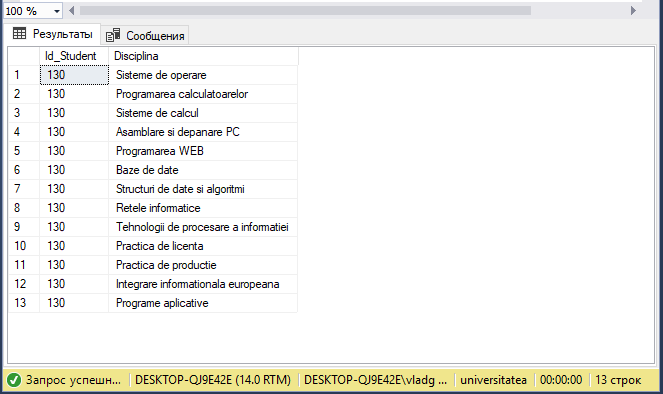 100 %
Результаты Сообщения
Id_Student Disciplina
1 130 Sisteme de operare
2 130 Programarea calculatoarelor
3 130 Sisteme de calcul
4 130 Asamblare si depanare PC
5 130 Programarea WEB
6 130 Baze de date
7 130 Structuri de date si algoritmi
8 130 Retele informatice
9 130 Tehnologii de procesare a informatiei
10 130 Practica de licenta
11 130 Practica de productie
12 130 Integrare informationala europeana
13 130 Programe aplicative
Запрос успешн... DESKTOP-QJ9E42E (14.0 RTM) DESKTOP-QJ9E42E\vladg ... universitatea 00:00:00 13 строк